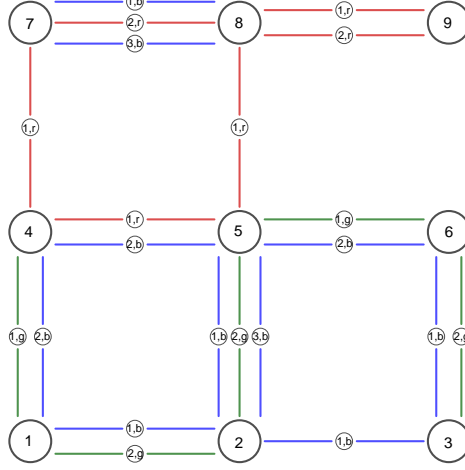 1,b
7 2,r 8 1,r 9
3,b 2,r
1,r 1,r
4 1,r 5 1,g 6
2,b 2,b
1,g 2,b 1,b 2,g 3,b 1,b 2,g
1 1,b 2 1,b 3
2,g